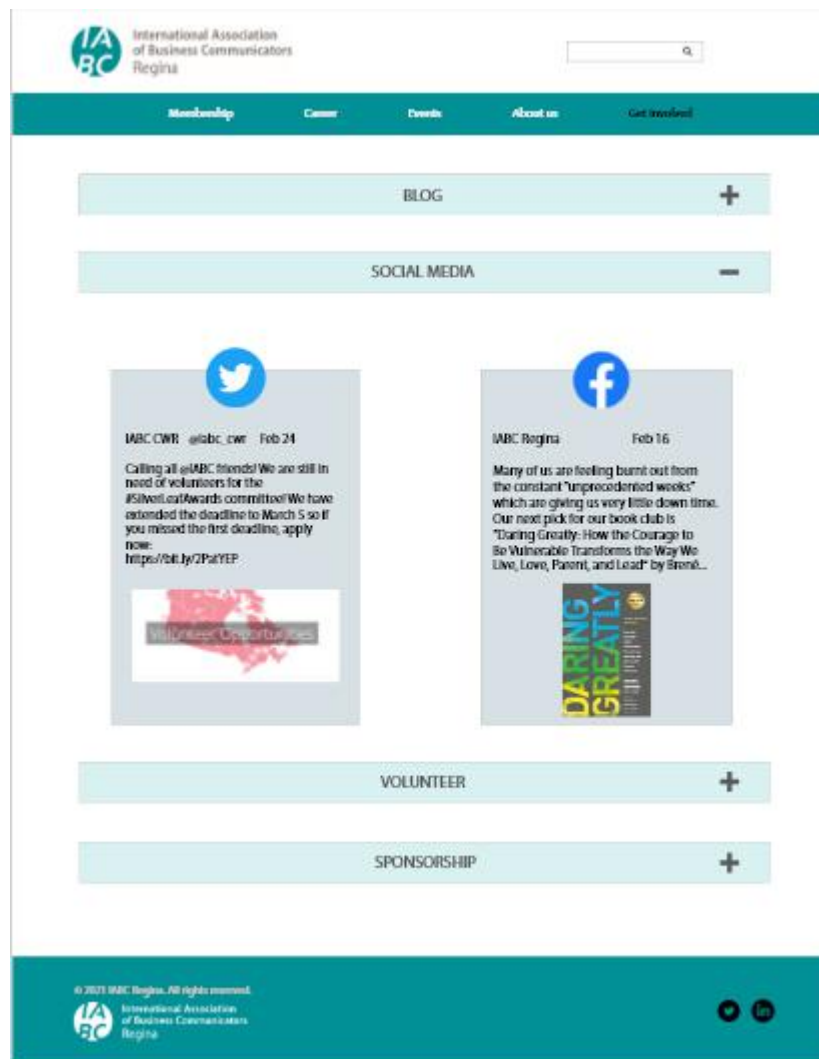 IABC
International Association
of Business Communicators
Regina
Membership Career Events About us Get Involved
BLOG
SOCIAL MEDIA
IABC CWR @iabc_cwr Feb 24
Calling all @IABC friends! We are still in
need of volunteers for the
#SilverLeafAwards committee! We have
extended the deadline to March 5 so if
you missed the first deadline, apply
now:
https://bit.ly/2PatYEP
Volunteer Opportunities
IABC Regina Feb 16
Many of us are feeling burnt out from
the constant "unprecedented weeks"
which are giving us very little down time.
Our next pick for our book club is
"Daring Greatly: How the Courage to
Be Vulnerable Transforms the Way We
Live, Love, Parent, and Lead" by Brené...
DARING
GREATLY
VOLUNTEER
SPONSORSHIP
© 2021 IABC Regina. All rights reserved.
IABC
International Association
of Business Communicators
Regina